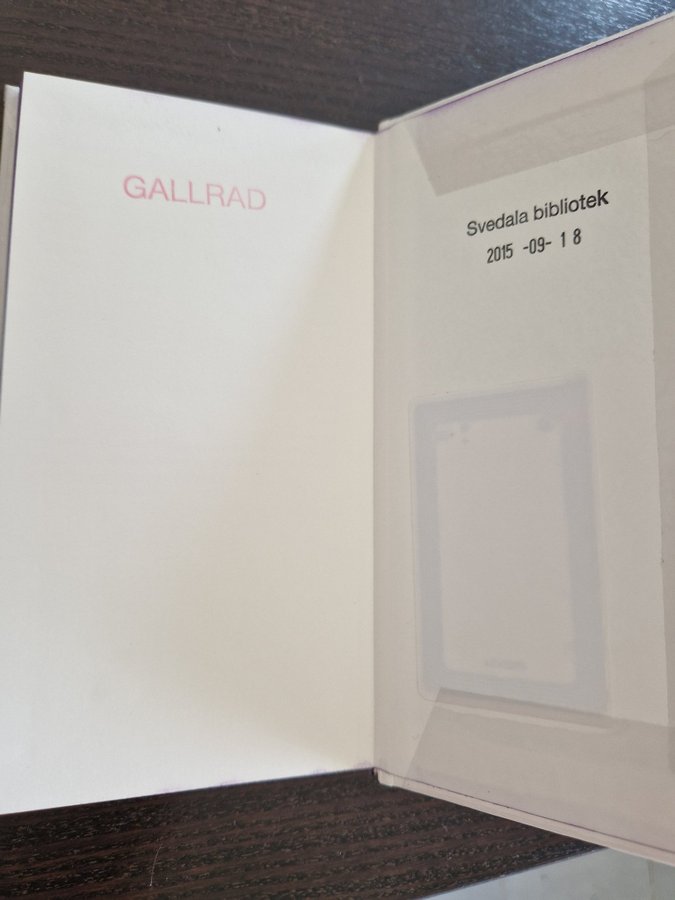 GALLRAD
Svedala bibliotek
2015 -09- 18